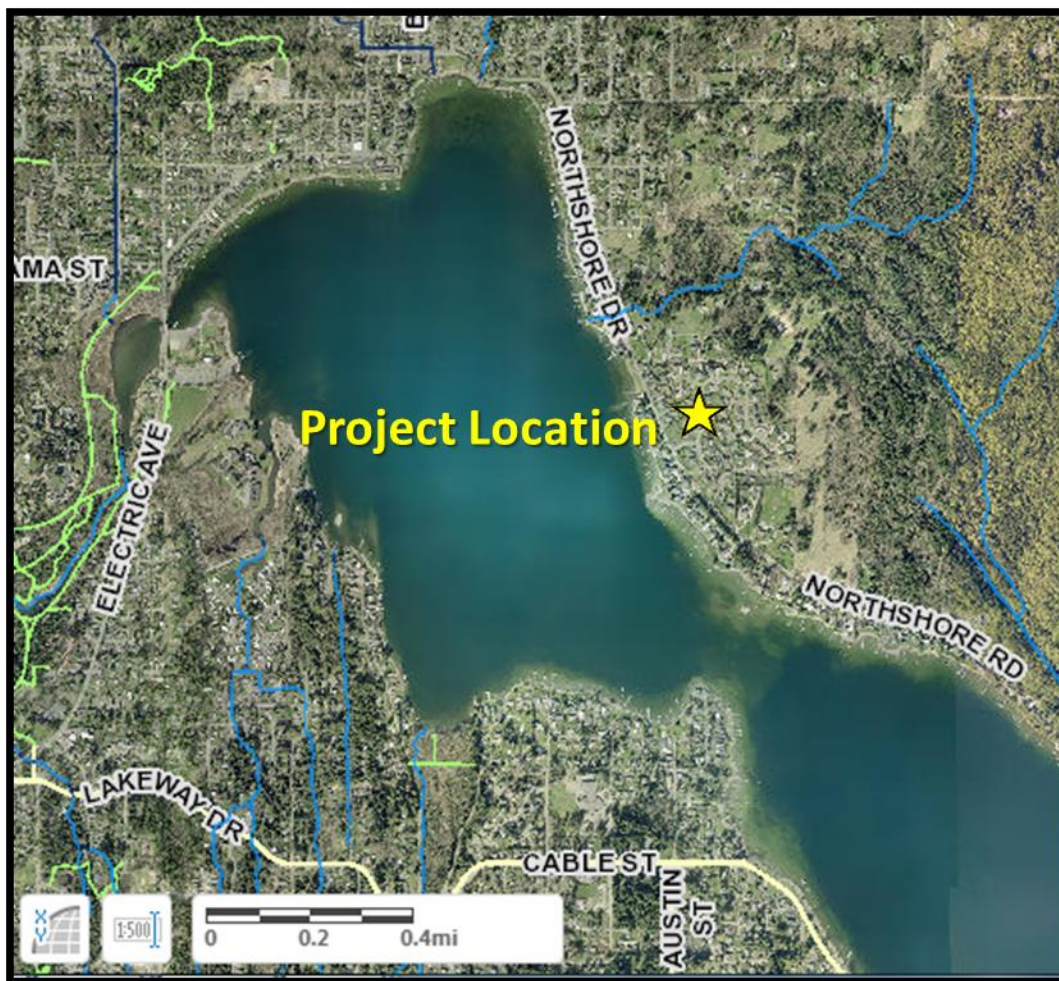 NORTHSHORE DR
AMA ST
Project Location
ELECTRIC AVE
NORTHSHORE RD
LAKEWAY DR
CABLE ST
AUSTIN
ST
X
Y
1:500
0
0.2
0.4mi